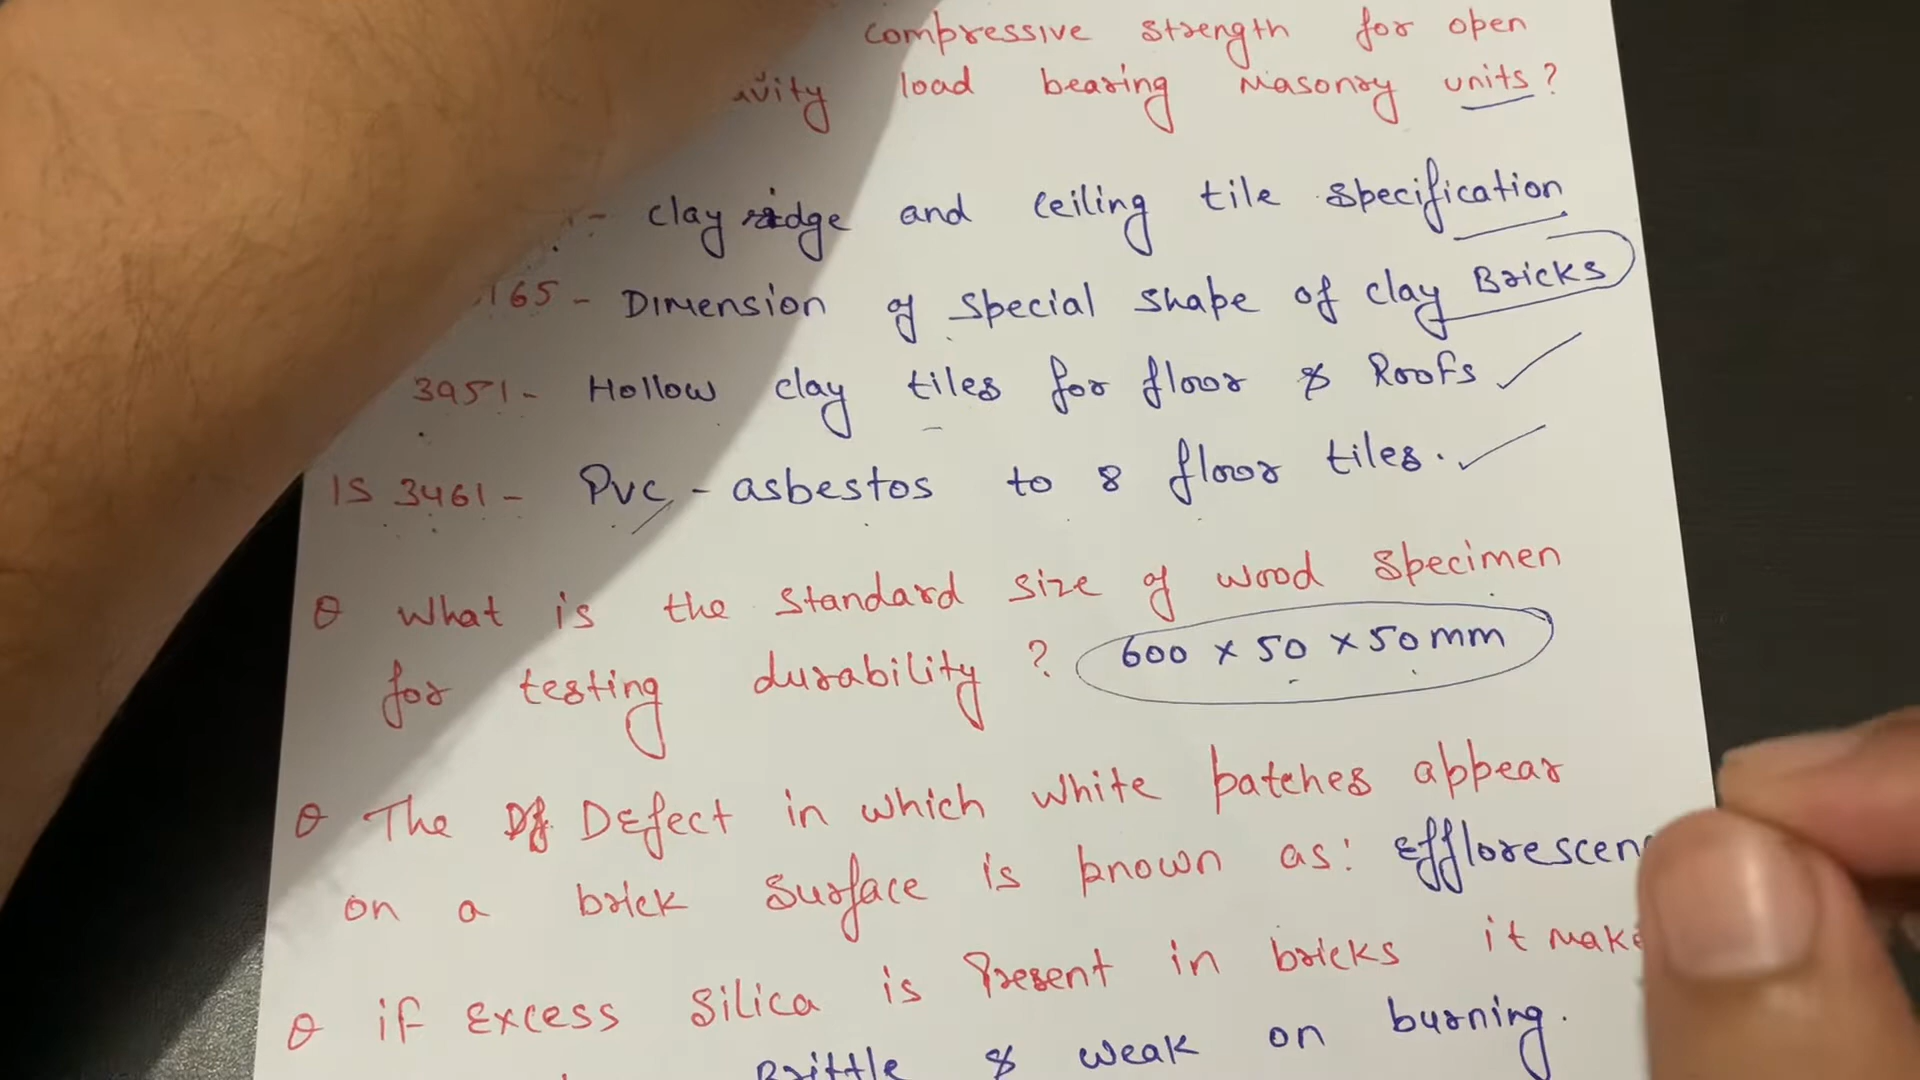 compressive strength for open
load bearing Masonry units?
- clay ridge and ceiling tile specification
165 - Dimension of special shape of clay Bricks
3951 - Hollow clay tiles for floor & Roofs
IS 3461 - Pvc - asbestos to 8 floor tiles.
Q What is the standard size of wood specimen
for testing durability? 600 x 50 x 50mm
Q The Defect in which white patches appear
on a brick surface is known as: Efflorescen
Q if Excess silica is Present in bricks it make
Brittle & weak on burning.